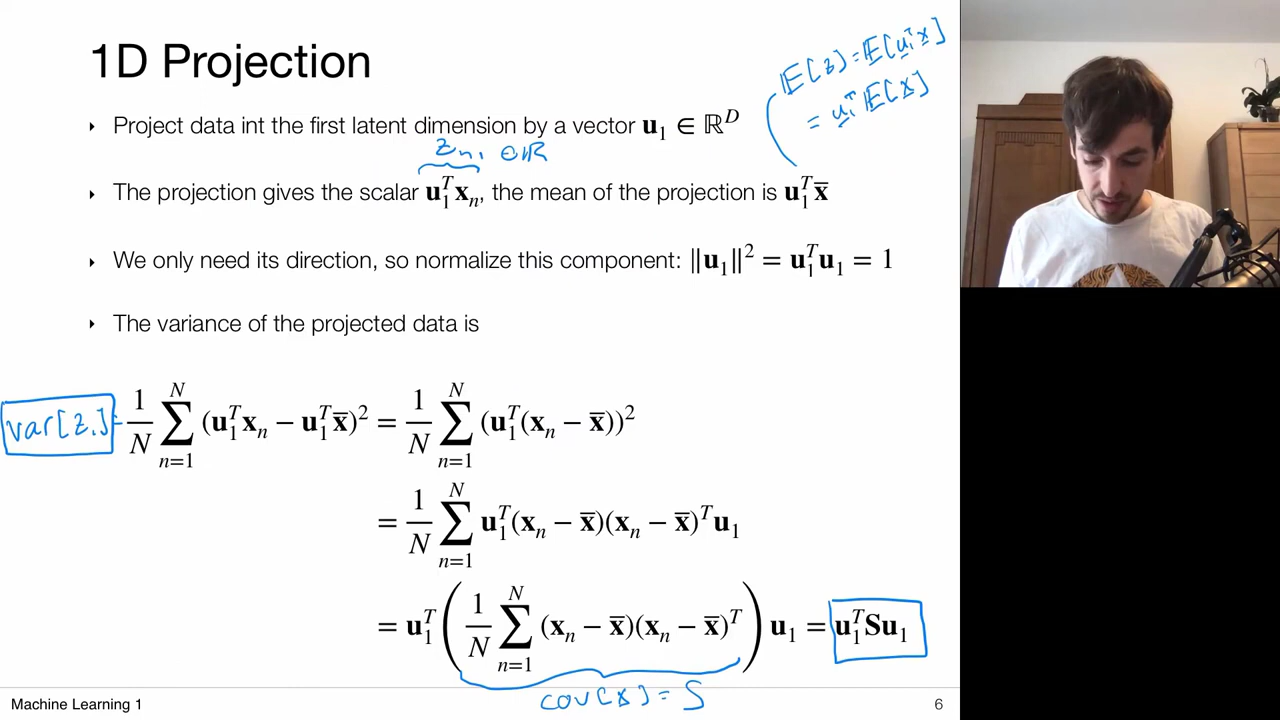 1D Projection
𝔼[z] = 𝔼[u₁ᵀx]
= u₁ᵀ 𝔼[x]
‣ Project data int the first latent dimension by a vector u₁ ∈ ℝᴰ
zₙ₁ ∈ ℝ
‣ The projection gives the scalar u₁ᵀxₙ, the mean of the projection is u₁ᵀx̄
‣ We only need its direction, so normalize this component: ‖u₁‖² = u₁ᵀu₁ = 1
‣ The variance of the projected data is
var[z₁] = 1/N ∑ₙ₌₁ᴺ (u₁ᵀxₙ − u₁ᵀx̄)² = 1/N ∑ₙ₌₁ᴺ (u₁ᵀ(xₙ − x̄))²
= 1/N ∑ₙ₌₁ᴺ u₁ᵀ(xₙ − x̄)(xₙ − x̄)ᵀu₁
= u₁ᵀ (1/N ∑ₙ₌₁ᴺ (xₙ − x̄)(xₙ − x̄)ᵀ) u₁ = u₁ᵀSu₁
cov[x] = S
Machine Learning 1
6